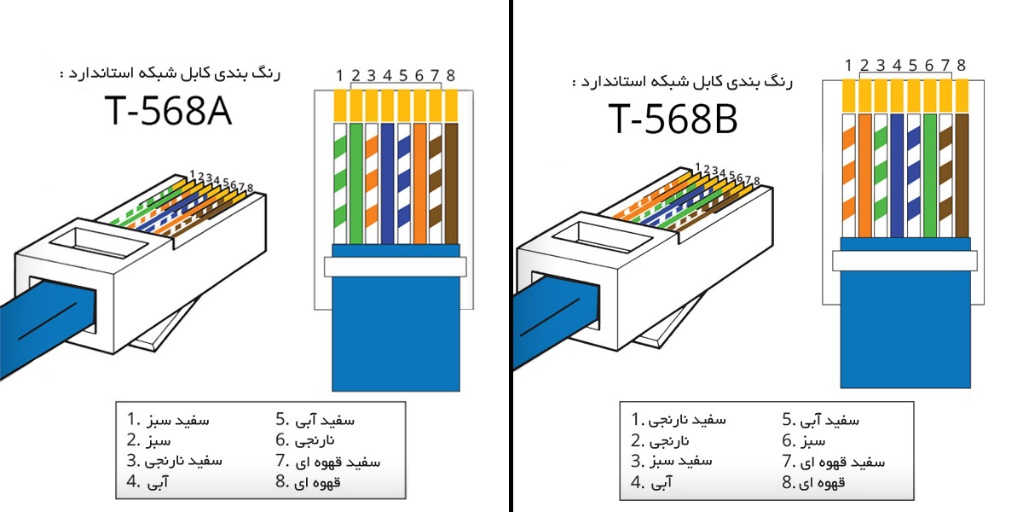 رنگ بندی کابل شبکه استاندارد :
T-568A
1 2 3 4 5 6 7 8
1 2 3 4 5 6 7 8
1. سفید سبز
2. سبز
3. سفید نارنجی
4. آبی
5. سفید آبی
6. نارنجی
7. سفید قهوه ای
8. قهوه ای
رنگ بندی کابل شبکه استاندارد :
T-568B
1 2 3 4 5 6 7 8
1 2 3 4 5 6 7 8
1. سفید نارنجی
2. نارنجی
3. سفید سبز
4. آبی
5. سفید آبی
6. سبز
7. سفید قهوه ای
8. قهوه ای